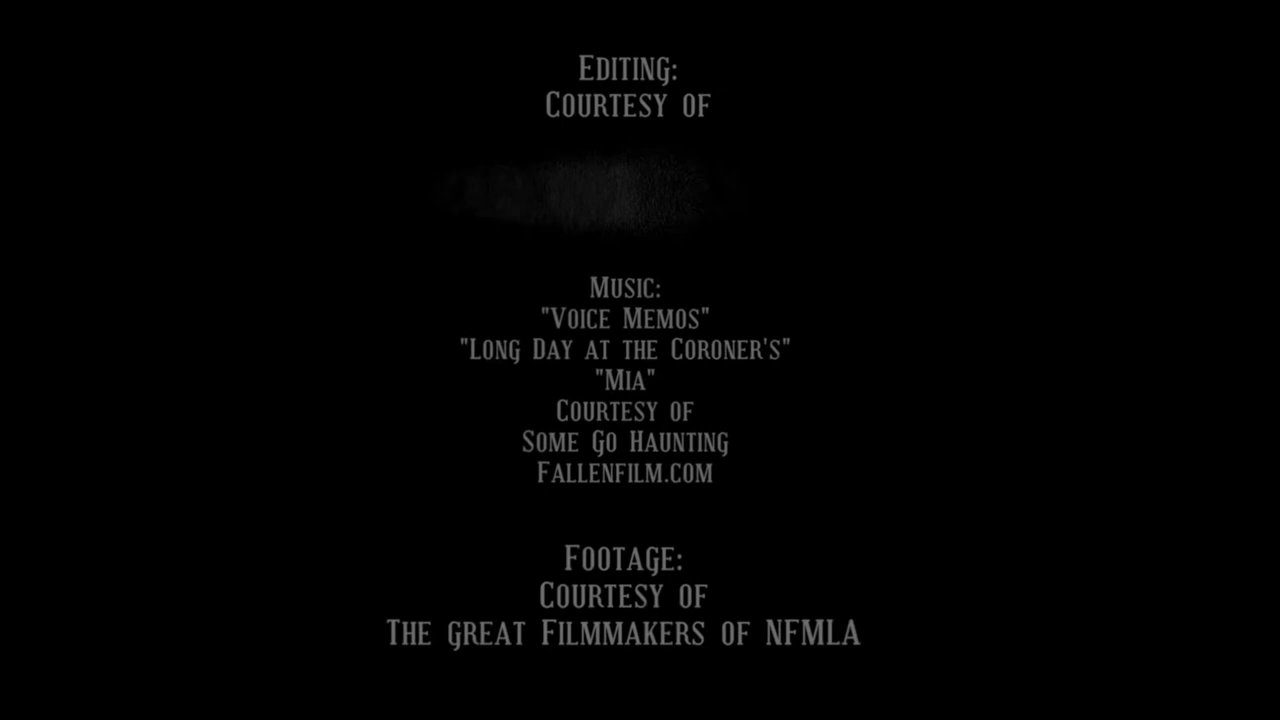 Editing:
Courtesy of
Music:
"Voice Memos"
"Long Day at the Coroner's"
"Mia"
Courtesy of
Some Go Haunting
Fallenfilm.com
Footage:
Courtesy of
The great Filmmakers of NFMLA